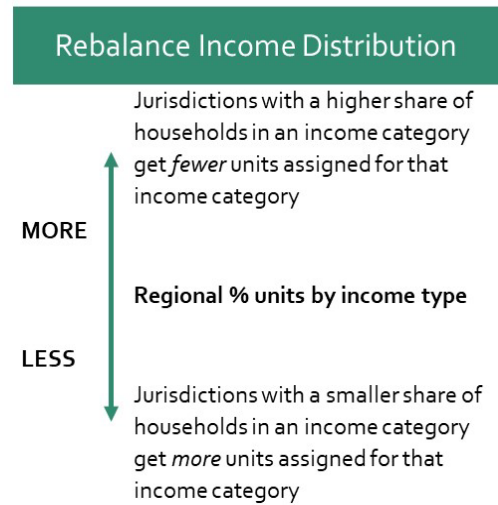 Rebalance Income Distribution
Jurisdictions with a higher share of
households in an income category
get fewer units assigned for that
income category
MORE
Regional % units by income type
LESS
Jurisdictions with a smaller share of
households in an income category
get more units assigned for that
income category